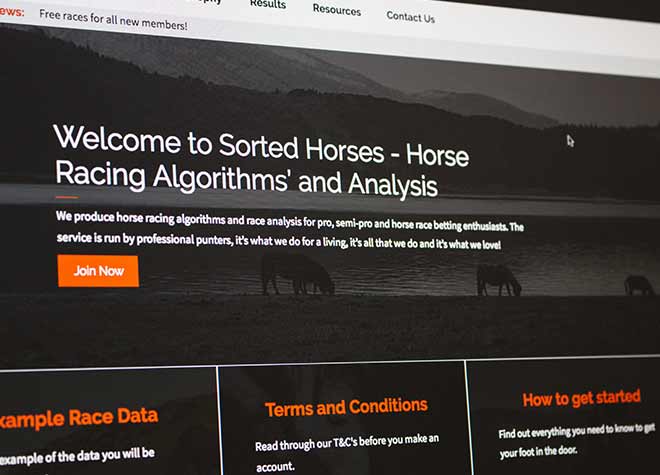 Results
Resources
Contact Us
Free races for all new members!
Welcome to Sorted Horses - Horse
Racing Algorithms' and Analysis
We produce horse racing algorithms and race analysis for pro, semi-pro and horse race betting enthusiasts. The
service is run by professional punters, it's what we do for a living, it's all that we do and it's what we love!
Join Now
Race Data
example of the data you will be
Terms and Conditions
Read through our T&C's before you make an
account.
How to get started
Find out everything you need to know to get
your foot in the door.